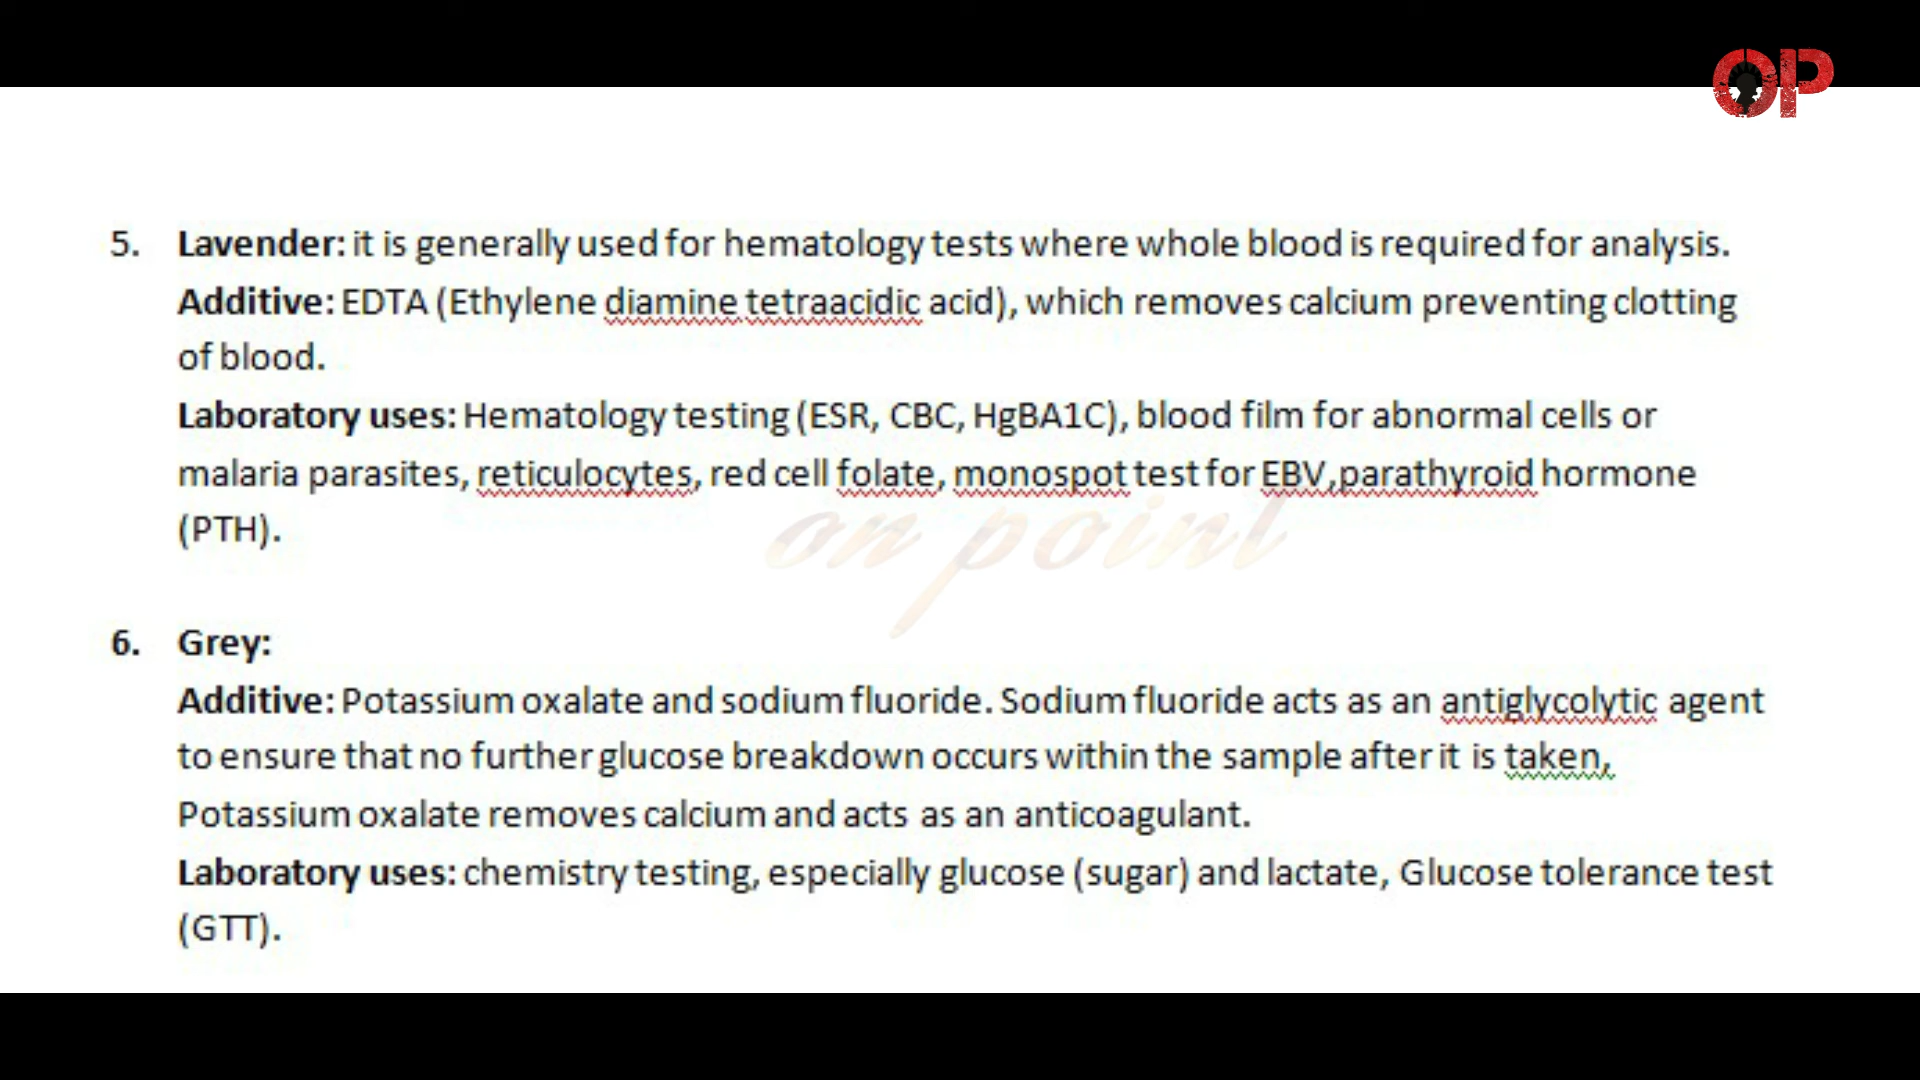 OP
5. Lavender: it is generally used for hematology tests where whole blood is required for analysis.
Additive: EDTA (Ethylene diamine tetraacidic acid), which removes calcium preventing clotting
of blood.
Laboratory uses: Hematology testing (ESR, CBC, HgBA1C), blood film for abnormal cells or
malaria parasites, reticulocytes, red cell folate, monospot test for EBV,parathyroid hormone
(PTH).
on point
6. Grey:
Additive: Potassium oxalate and sodium fluoride. Sodium fluoride acts as an antiglycolytic agent
to ensure that no further glucose breakdown occurs within the sample after it is taken,
Potassium oxalate removes calcium and acts as an anticoagulant.
Laboratory uses: chemistry testing, especially glucose (sugar) and lactate, Glucose tolerance test
(GTT).